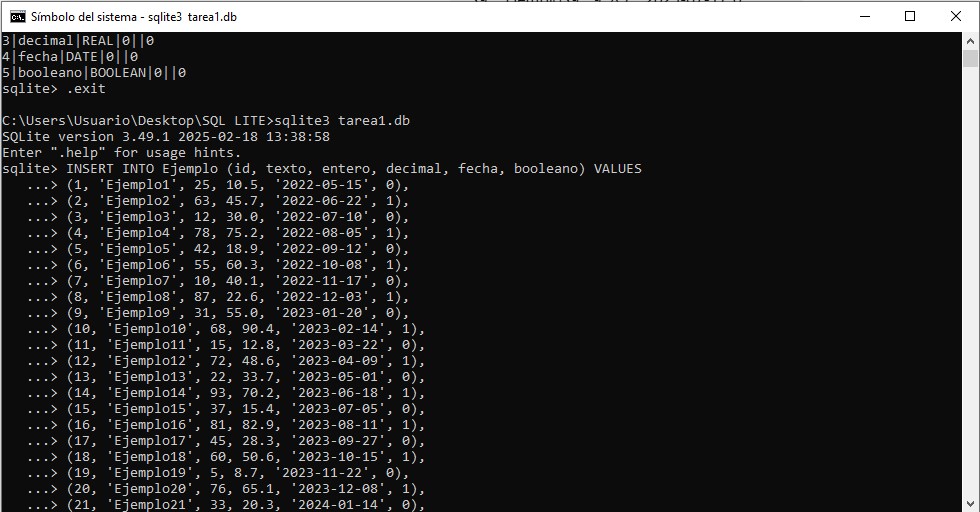 Símbolo del sistema - sqlite3 tarea1.db
3|decimal|REAL|0||0
4|fecha|DATE|0||0
5|booleano|BOOLEAN|0||0
sqlite> .exit
C:\Users\Usuario\Desktop\SQL LITE>sqlite3 tarea1.db
SQLite version 3.49.1 2025-02-18 13:38:58
Enter ".help" for usage hints.
sqlite> INSERT INTO Ejemplo (id, texto, entero, decimal, fecha, booleano) VALUES
...> (1, 'Ejemplo1', 25, 10.5, '2022-05-15', 0),
...> (2, 'Ejemplo2', 63, 45.7, '2022-06-22', 1),
...> (3, 'Ejemplo3', 12, 30.0, '2022-07-10', 0),
...> (4, 'Ejemplo4', 78, 75.2, '2022-08-05', 1),
...> (5, 'Ejemplo5', 42, 18.9, '2022-09-12', 0),
...> (6, 'Ejemplo6', 55, 60.3, '2022-10-08', 1),
...> (7, 'Ejemplo7', 10, 40.1, '2022-11-17', 0),
...> (8, 'Ejemplo8', 87, 22.6, '2022-12-03', 1),
...> (9, 'Ejemplo9', 31, 55.0, '2023-01-20', 0),
...> (10, 'Ejemplo10', 68, 90.4, '2023-02-14', 1),
...> (11, 'Ejemplo11', 15, 12.8, '2023-03-22', 0),
...> (12, 'Ejemplo12', 72, 48.6, '2023-04-09', 1),
...> (13, 'Ejemplo13', 22, 33.7, '2023-05-01', 0),
...> (14, 'Ejemplo14', 93, 70.2, '2023-06-18', 1),
...> (15, 'Ejemplo15', 37, 15.4, '2023-07-05', 0),
...> (16, 'Ejemplo16', 81, 82.9, '2023-08-11', 1),
...> (17, 'Ejemplo17', 45, 28.3, '2023-09-27', 0),
...> (18, 'Ejemplo18', 60, 50.6, '2023-10-15', 1),
...> (19, 'Ejemplo19', 5, 8.7, '2023-11-22', 0),
...> (20, 'Ejemplo20', 76, 65.1, '2023-12-08', 1),
...> (21, 'Ejemplo21', 33, 20.3, '2024-01-14', 0),